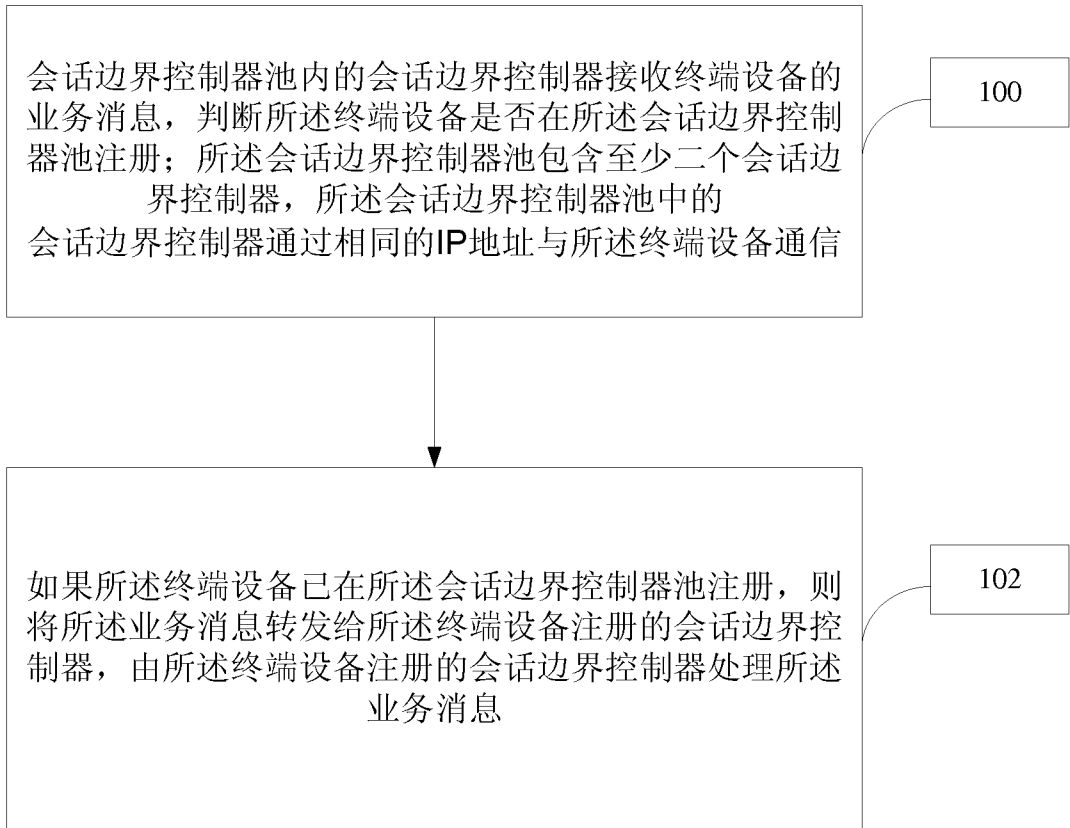 会话边界控制器池内的会话边界控制器接收终端设备的
业务消息，判断所述终端设备是否在所述会话边界控制
器池注册；所述会话边界控制器池包含至少二个会话边
界控制器，所述会话边界控制器池中的
会话边界控制器通过相同的IP地址与所述终端设备通信
100
如果所述终端设备已在所述会话边界控制器池注册，则
将所述业务消息转发给所述终端设备注册的会话边界控
制器，由所述终端设备注册的会话边界控制器处理所述
业务消息
102